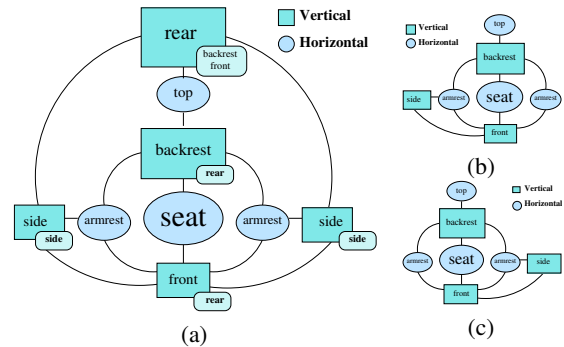 rear
backrest
front
top
Vertical
Horizontal
backrest
rear
side
side
armrest
seat
armrest
side
side
front
rear
(a)
Vertical
Horizontal
top
backrest
side
armrest
seat
armrest
front
(b)
Vertical
Horizontal
top
backrest
armrest
seat
armrest
side
front
(c)